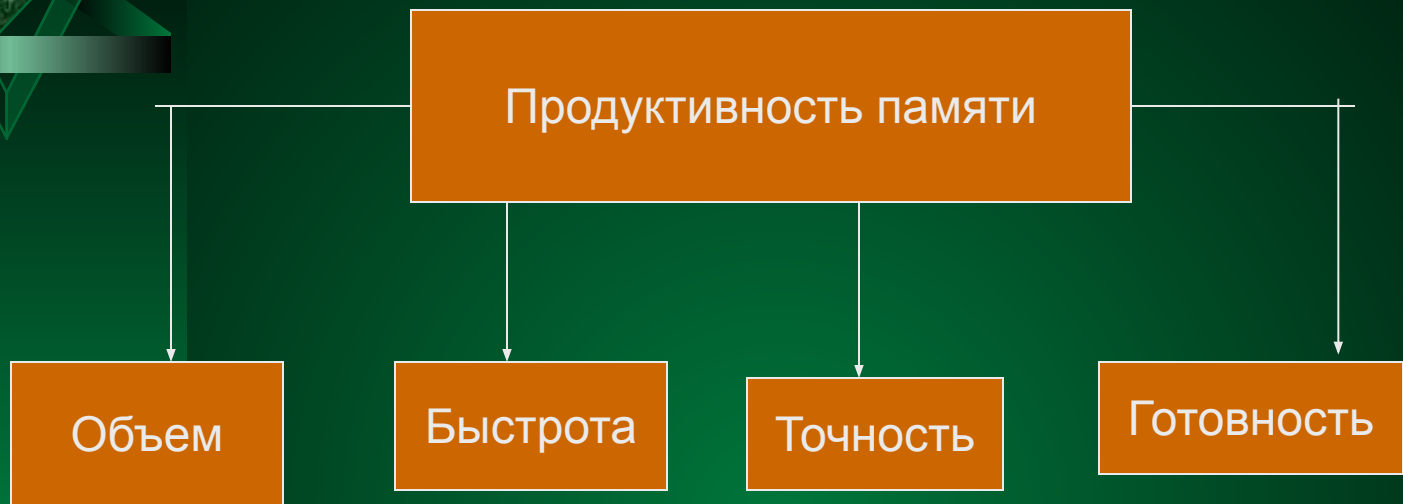 Продуктивность памяти
Объем
Быстрота
Точность
Готовность